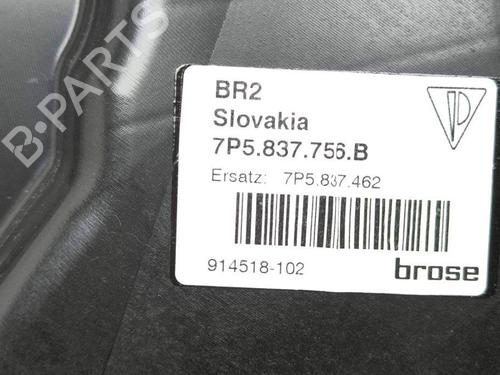 BR2
Slovakia
7P5.837.756.B
Ersatz: 7P5.837.462
914518-102
brose
B-PARTS